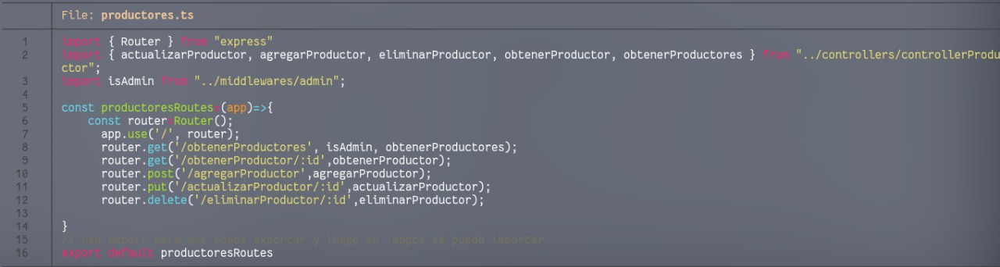 File: productores.ts
1 import { Router } from "express"
2 import { actualizarProductor, agregarProductor, eliminarProductor, obtenerProductor, obtenerProductores } from "../controllers/controllerProdu
ctor";
3 import isAdmin from "../middlewares/admin";
4
5 const productoresRoutes=(app)=>{
6 const router=Router();
7 app.use('/', router);
8 router.get('/obtenerProductores', isAdmin, obtenerProductores);
9 router.get('/obtenerProductor/:id',obtenerProductor);
10 router.post('/agregarProductor',agregarProductor);
11 router.put('/actualizarProductor/:id',actualizarProductor);
12 router.delete('/eliminarProductor/:id',eliminarProductor);
13
14 }
15 // uso export para que pueda exportar y luego en .appts se pueda importar
16 export default productoresRoutes